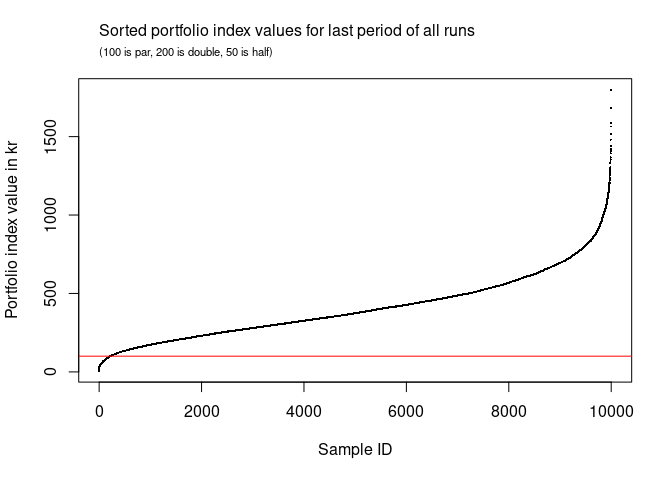 Sorted portfolio index values for last period of all runs
(100 is par, 200 is double, 50 is half)
Portfolio index value in kr
1500
1000
500
0
0 2000 4000 6000 8000 10000
Sample ID